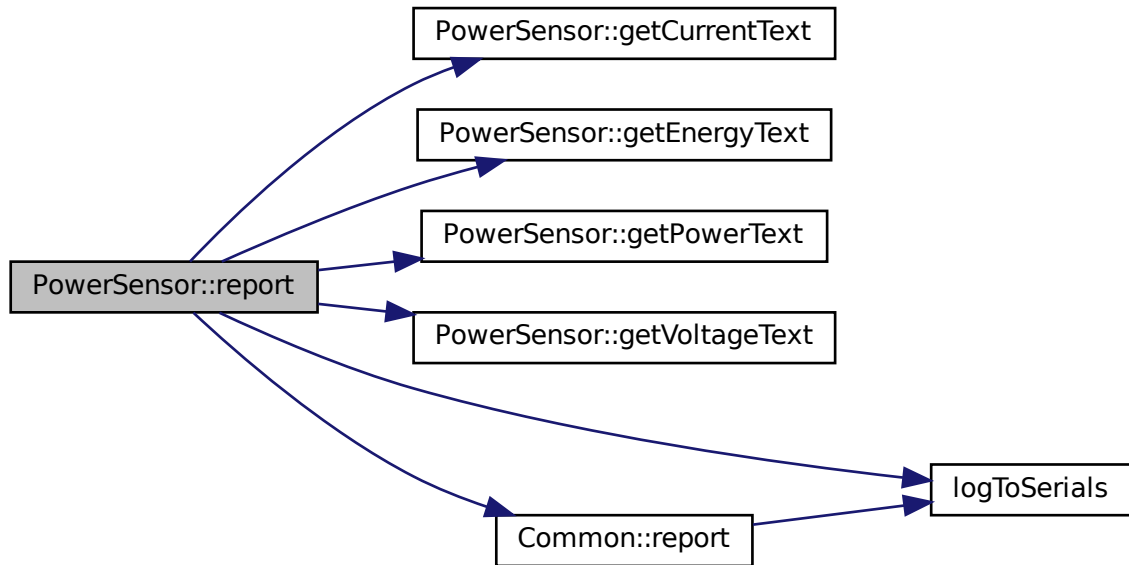 PowerSensor::getCurrentText
PowerSensor::getEnergyText
PowerSensor::getPowerText
PowerSensor::report
PowerSensor::getVoltageText
logToSerials
Common::report